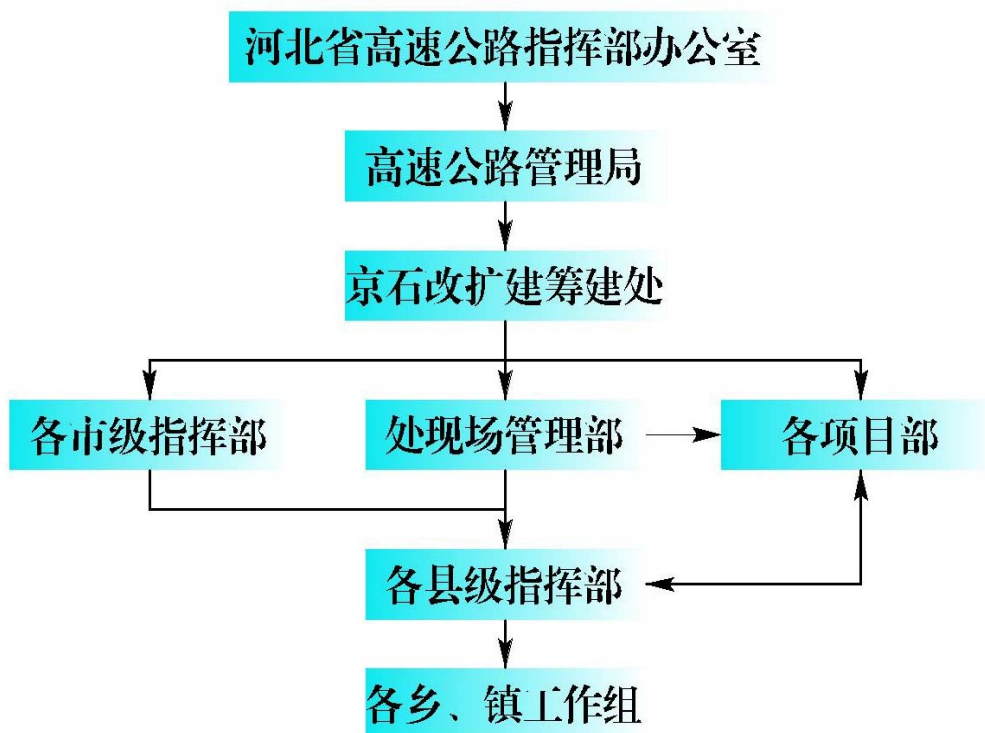 河北省高速公路指挥部办公室
高速公路管理局
京石改扩建筹建处
各市级指挥部
处现场管理部
各项目部
各县级指挥部
各乡、镇工作组